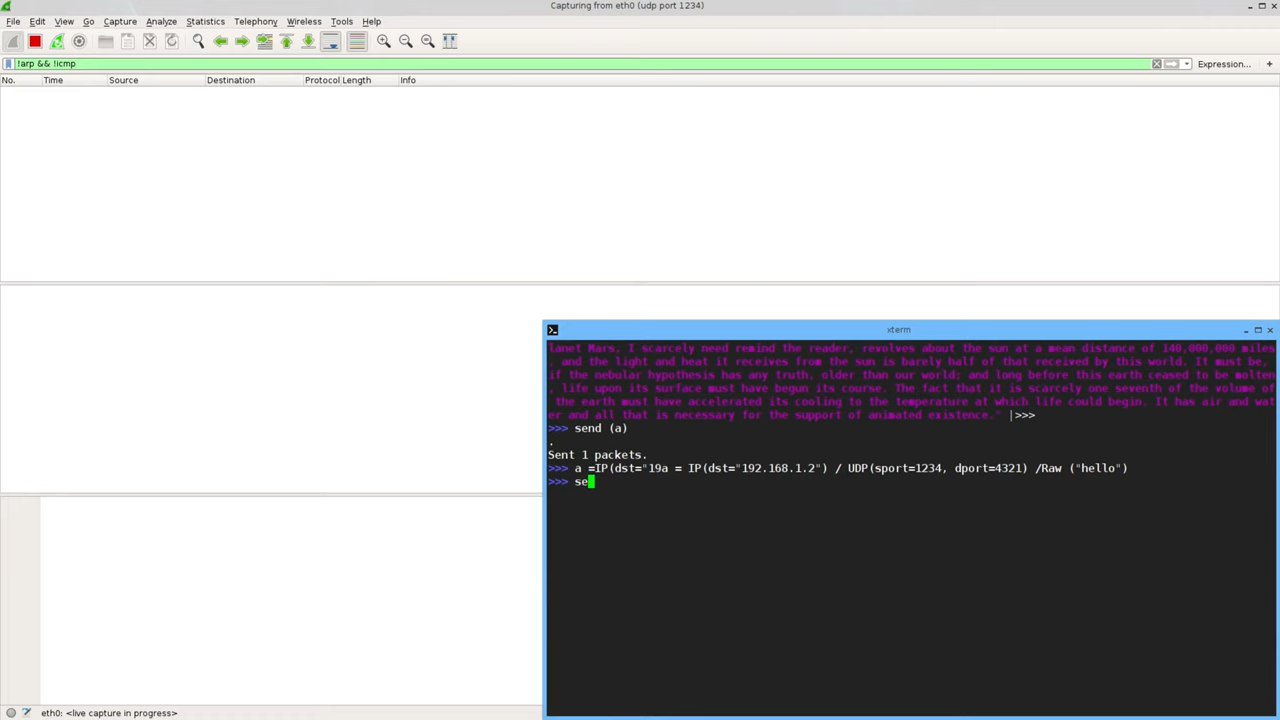 Capturing from eth0 (udp port 1234)
File Edit View Go Capture Analyze Statistics Telephony Wireless Tools Help
!arp && !icmp
Expression... +
No. Time Source Destination Protocol Length Info
xterm
lanet Mars, I scarcely need remind the reader, revolves about the sun at a mean distance of 140,000,000 miles
, and the light and heat it receives from the sun is barely half of that received by this world. It must be,
if the nebular hypothesis has any truth, older than our world; and long before this earth ceased to be molten
, life upon its surface must have begun its course. The fact that it is scarcely one seventh of the volume of
the earth must have accelerated its cooling to the temperature at which life could begin. It has air and wat
er and all that is necessary for the support of animated existence." |>>>
>>> send (a)
.
Sent 1 packets.
>>> a =IP(dst="19a = IP(dst="192.168.1.2") / UDP(sport=1234, dport=4321) /Raw ("hello")
>>> se
eth0: <live capture in progress>